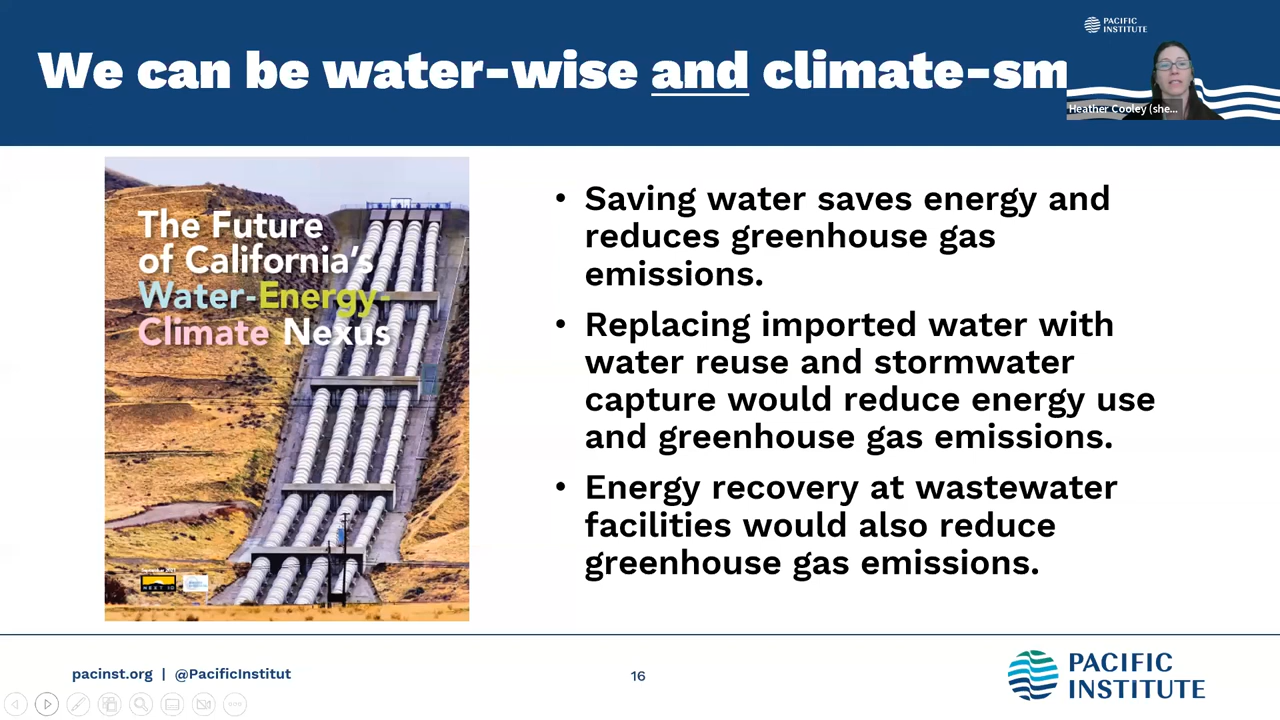 We can be water-wise and climate-sm
PACIFIC
INSTITUTE
Heather Cooley (she...
The Future
of California's
Water-Energy-
Climate Nexus
NEXT 10
• Saving water saves energy and
reduces greenhouse gas
emissions.
• Replacing imported water with
water reuse and stormwater
capture would reduce energy use
and greenhouse gas emissions.
• Energy recovery at wastewater
facilities would also reduce
greenhouse gas emissions.
pacinst.org | @PacificInstitut
16
PACIFIC
INSTITUTE